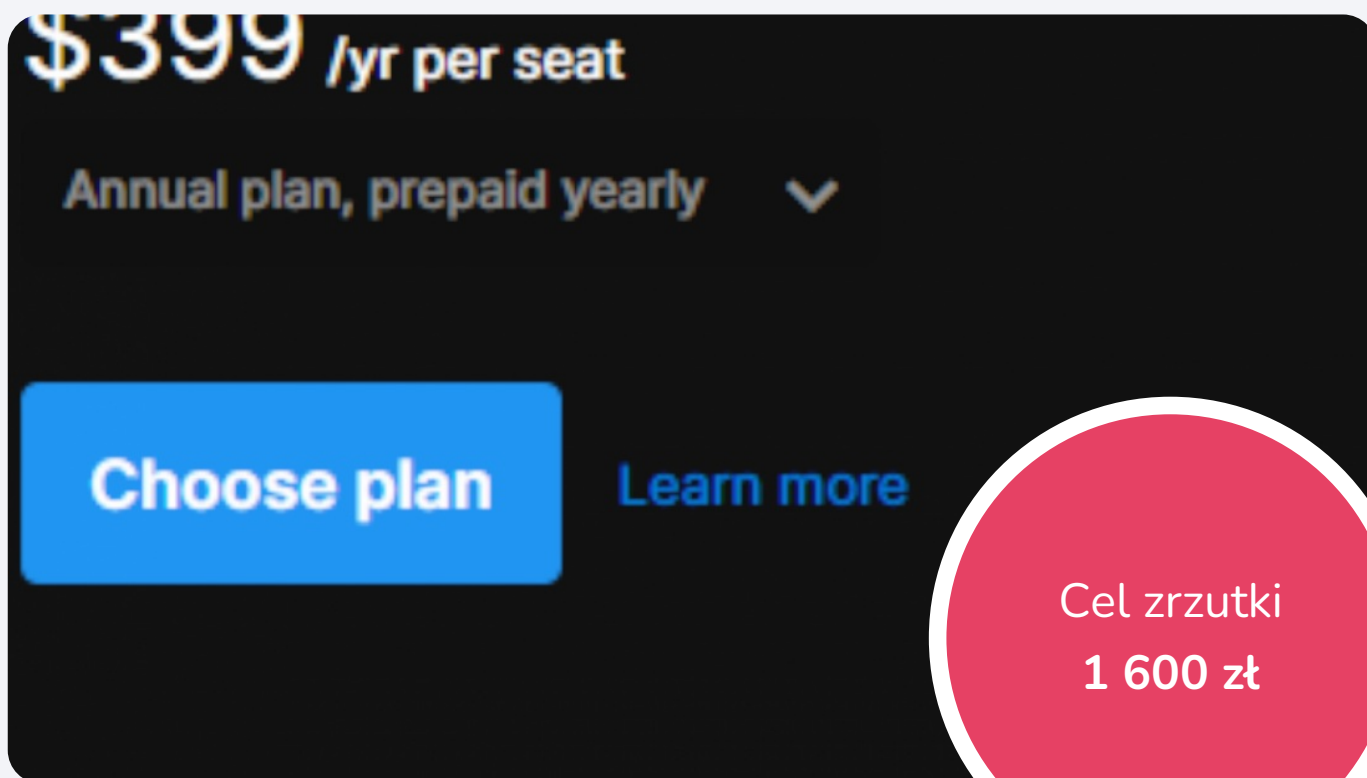 $399 /yr per seat
Annual plan, prepaid yearly
Choose plan
Learn more
Cel zrzutki
1 600 zł